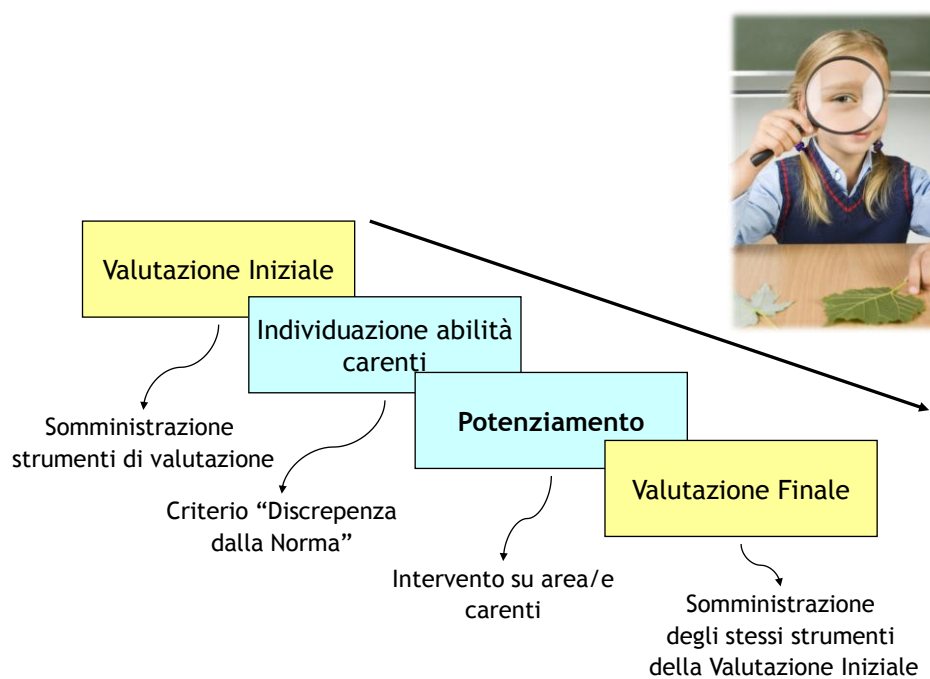 Valutazione Iniziale
Individuazione abilità
carenti
Potenziamento
Valutazione Finale
Somministrazione
strumenti di valutazione
Criterio “Discrepenza
dalla Norma”
Intervento su area/e
carenti
Somministrazione
degli stessi strumenti
della Valutazione Iniziale